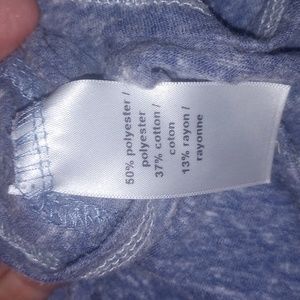 50% polyester /
polyester
37% cotton /
coton
13% rayon /
rayonne